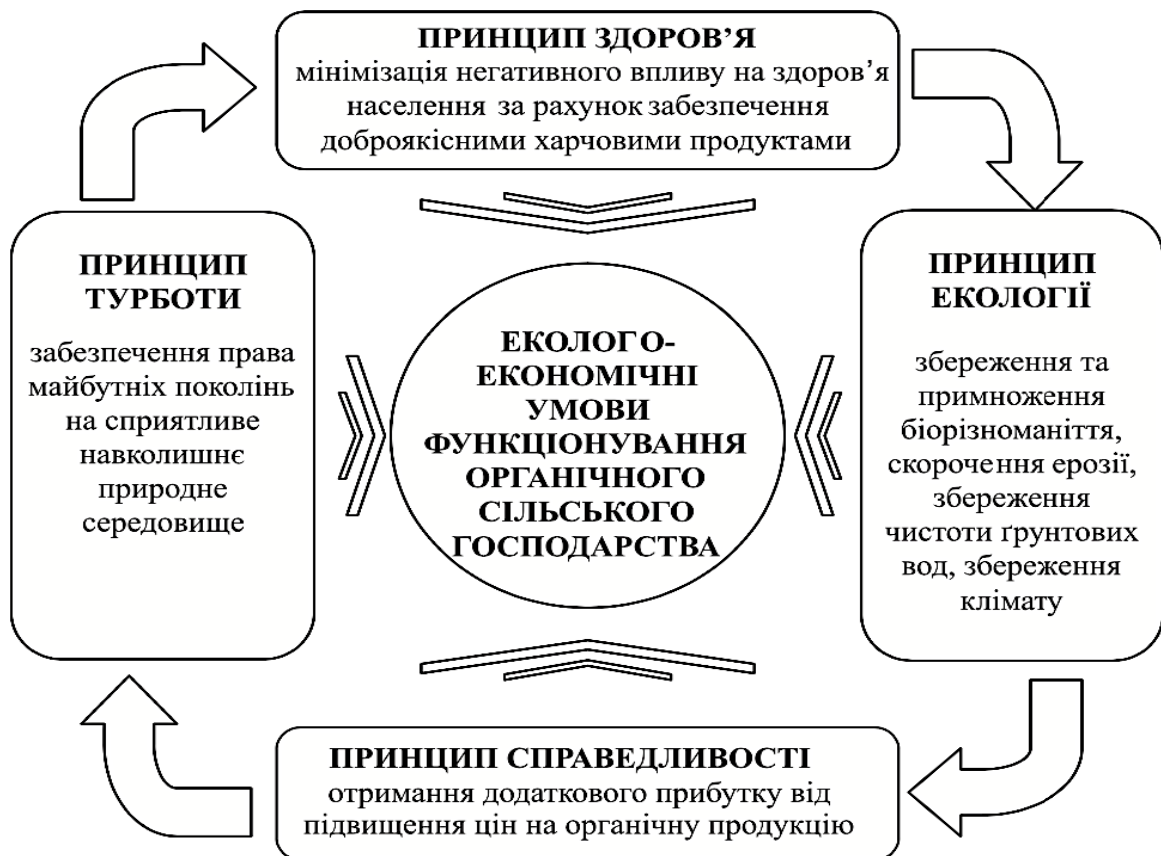 ПРИНЦИП ЗДОРОВ’Я
мінімізація негативного впливу на здоров’я
населення за рахунок забезпечення
доброякісними харчовими продуктами
ПРИНЦИП
ТУРБОТИ
забезпечення права
майбутніх поколінь
на сприятливе
навколишнє
природне
середовище
ЕКОЛОГО-
ЕКОНОМІЧНІ
УМОВИ
ФУНКЦІОНУВАННЯ
ОРГАНІЧНОГО
СІЛЬСЬКОГО
ГОСПОДАРСТВА
ПРИНЦИП
ЕКОЛОГІЇ
збереження та
примноження
біорізноманіття,
скорочення ерозії,
збереження
чистоти ґрунтових
вод, збереження
клімату
ПРИНЦИП СПРАВЕДЛИВОСТІ
отримання додаткового прибутку від
підвищення цін на органічну продукцію